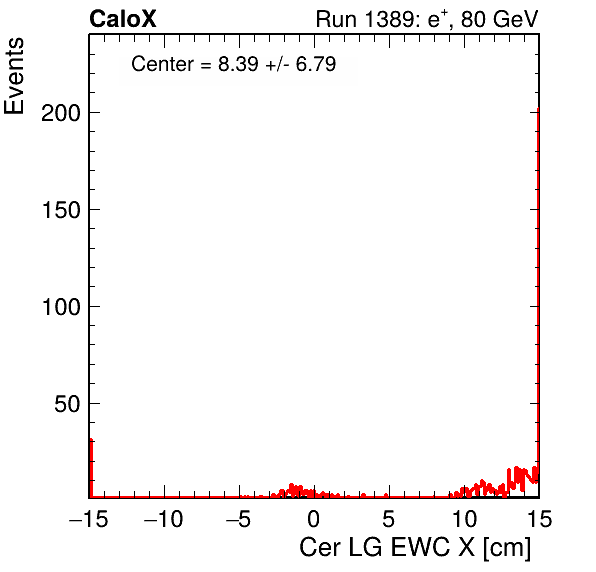 CaloX Run 1389: e⁺, 80 GeV
Center = 8.39 +/- 6.79
Events
200
150
100
50
−15 −10 −5 0 5 10 15
Cer LG EWC X [cm]